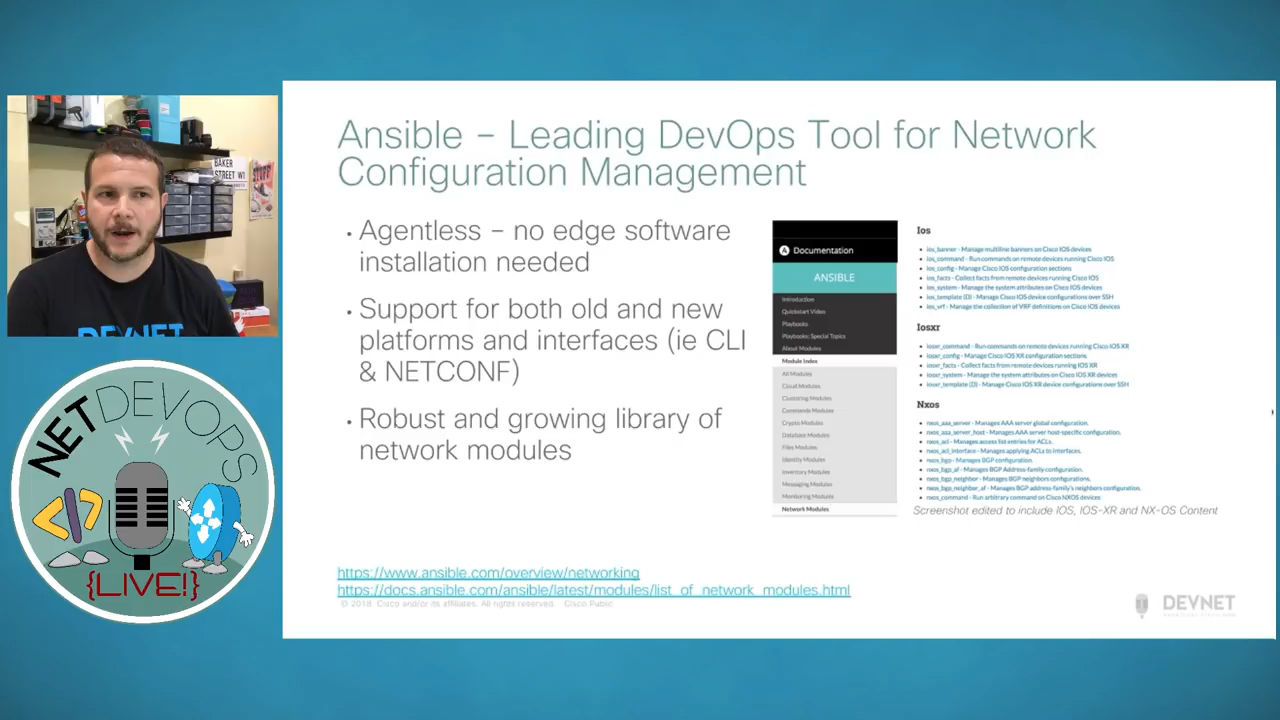 Ansible – Leading DevOps Tool for Network
Configuration Management
• Agentless – no edge software
installation needed
• Support for both old and new
platforms and interfaces (ie CLI
NETCONF)
• Robust and growing library of
network modules
https://www.ansible.com/overview/networking
https://docs.ansible.com/ansible/latest/modules/list_of_network_modules.html
© 2018 Cisco and/or its affiliates. All rights reserved. Cisco Public
A Documentation
ANSIBLE
Introduction
Quickstart Video
Playbooks
Playbooks: Special Topics
About Modules
Module Index
All Modules
Cloud Modules
Clustering Modules
Commands Modules
Crypto Modules
Database Modules
Files Modules
Identity Modules
Inventory Modules
Messaging Modules
Monitoring Modules
Network Modules
Ios
• ios_banner - Manage multiline banners on Cisco IOS devices
• ios_command - Run commands on remote devices running Cisco IOS
• ios_config - Manage Cisco IOS configuration sections
• ios_facts - Collect facts from remote devices running IOS
• ios_system - Manage the system attributes on Cisco IOS devices
• ios_template (D) - Manage Cisco IOS device configurations over SSH
• ios_vrf - Manage the collection of VRF definitions on Cisco IOS devices
Iosxr
• iosxr_command - Run commands on remote devices running Cisco IOS XR
• iosxr_config - Manage Cisco IOS XR configuration sections
• iosxr_facts - Collect facts from remote devices running IOS XR
• iosxr_system - Manage the system attributes on Cisco IOS XR devices
• iosxr_template (D) - Manage Cisco IOS XR device configurations over SSH
Nxos
• nxos_aaa_server - Manages AAA server global configuration.
• nxos_aaa_server_host - Manages AAA server host-specific configuration.
• nxos_acl - Manages access list entries for ACLs.
• nxos_acl_interface - Manages applying ACLs to interfaces.
• nxos_bgp - Manages BGP configuration.
• nxos_bgp_af - Manages BGP Address-family configuration.
• nxos_bgp_neighbor - Manages BGP neighbors configurations.
• nxos_bgp_neighbor_af - Manages BGP address-family's neighbors configuration.
• nxos_command - Run arbitrary command on Cisco NXOS devices
Screenshot edited to include IOS, IOS-XR and NX-OS Content
DEVNET
BAKER
STREET W1
DEVNET
NET DEVOPS
</>
{LIVE!}